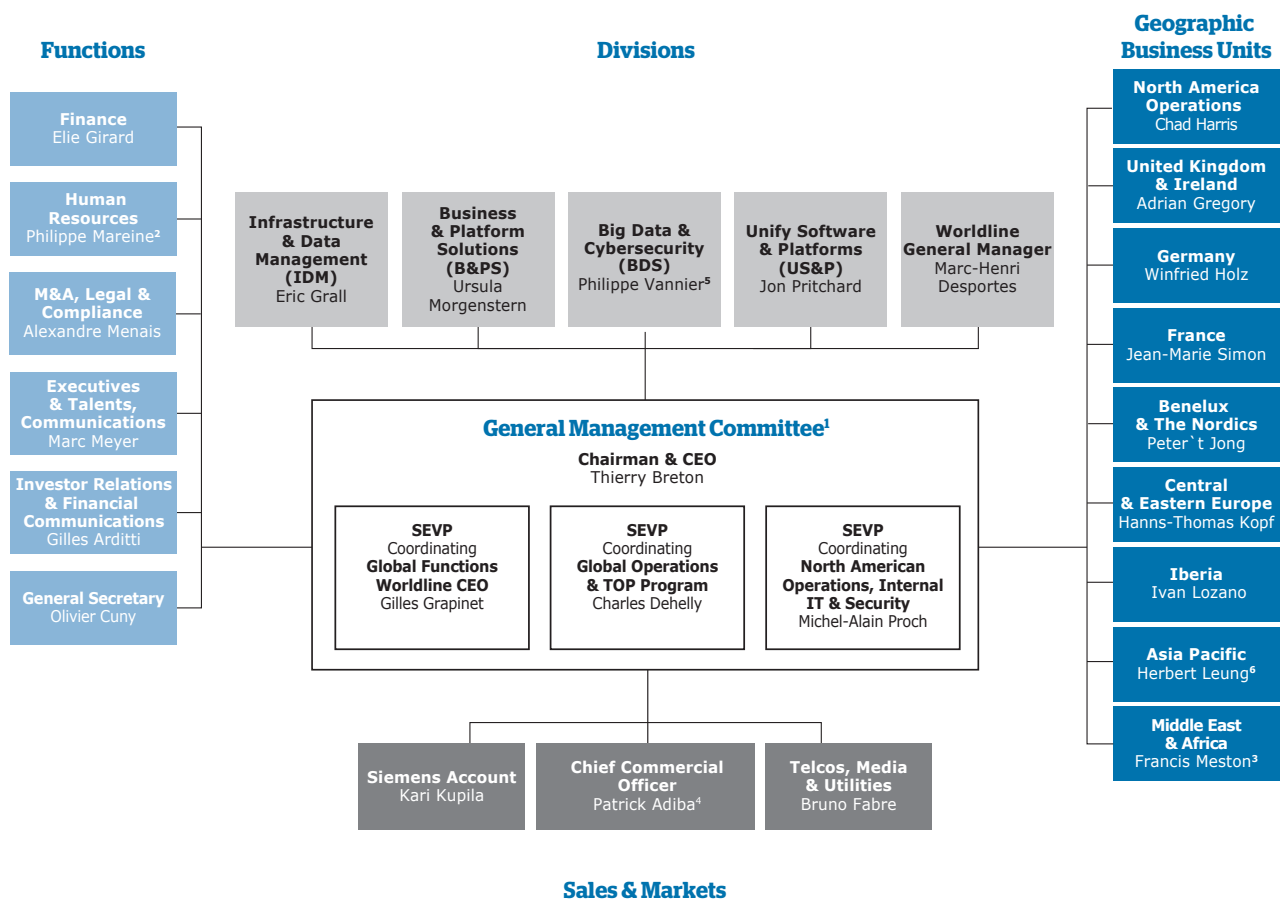 Functions
Finance
Elie Girard
Human
Resources
Philippe Mareine²
M&A, Legal &
Compliance
Alexandre Menais
Executives
& Talents,
Communications
Marc Meyer
Investor Relations
& Financial
Communications
Gilles Arditti
General Secretary
Olivier Cuny
Divisions
Infrastructure
& Data
Management
(IDM)
Eric Grall
Business
& Platform
Solutions
(B&PS)
Ursula
Morgenstern
Big Data &
Cybersecurity
(BDS)
Philippe Vannier⁵
Unify Software
& Platforms
(US&P)
Jon Pritchard
Worldline
General Manager
Marc-Henri
Desportes
General Management Committee¹
Chairman & CEO
Thierry Breton
SEVP
Coordinating
Global Functions
Worldline CEO
Gilles Grapinet
SEVP
Coordinating
Global Operations
& TOP Program
Charles Dehelly
SEVP
Coordinating
North American
Operations, Internal
IT & Security
Michel-Alain Proch
Siemens Account
Kari Kupila
Chief Commercial
Officer
Patrick Adiba⁴
Telcos, Media
& Utilities
Bruno Fabre
Sales & Markets
Geographic
Business Units
North America
Operations
Chad Harris
United Kingdom
& Ireland
Adrian Gregory
Germany
Winfried Holz
France
Jean-Marie Simon
Benelux
& The Nordics
Peter`t Jong
Central
& Eastern Europe
Hanns-Thomas Kopf
Iberia
Ivan Lozano
Asia Pacific
Herbert Leung⁶
Middle East
& Africa
Francis Meston³